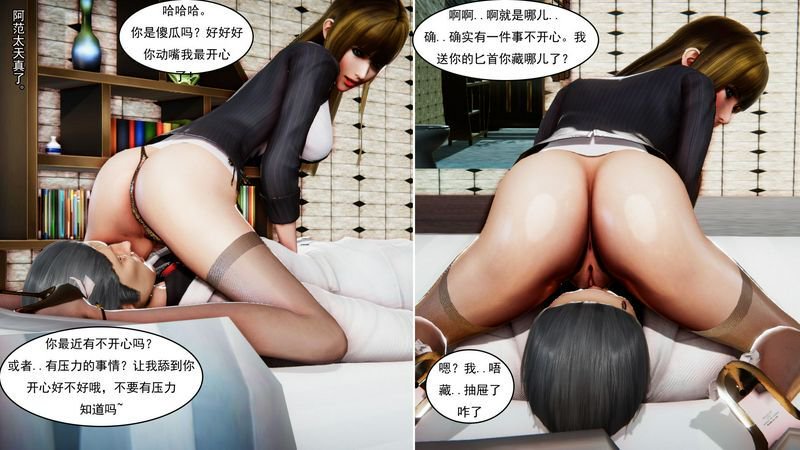 阿范太天真了。
哈哈哈。
你是傻瓜吗？好好好
你动嘴我最开心
了~
你最近有不开心吗？
或者..有压力的事情？让我舔到你
开心好不好哦，不要有压力
知道吗~
啊啊..啊就是哪儿..
确..确实有一件事不开心。我
送你的匕首你藏哪儿了？
嗯？我..唔
藏..抽屉了
咋了